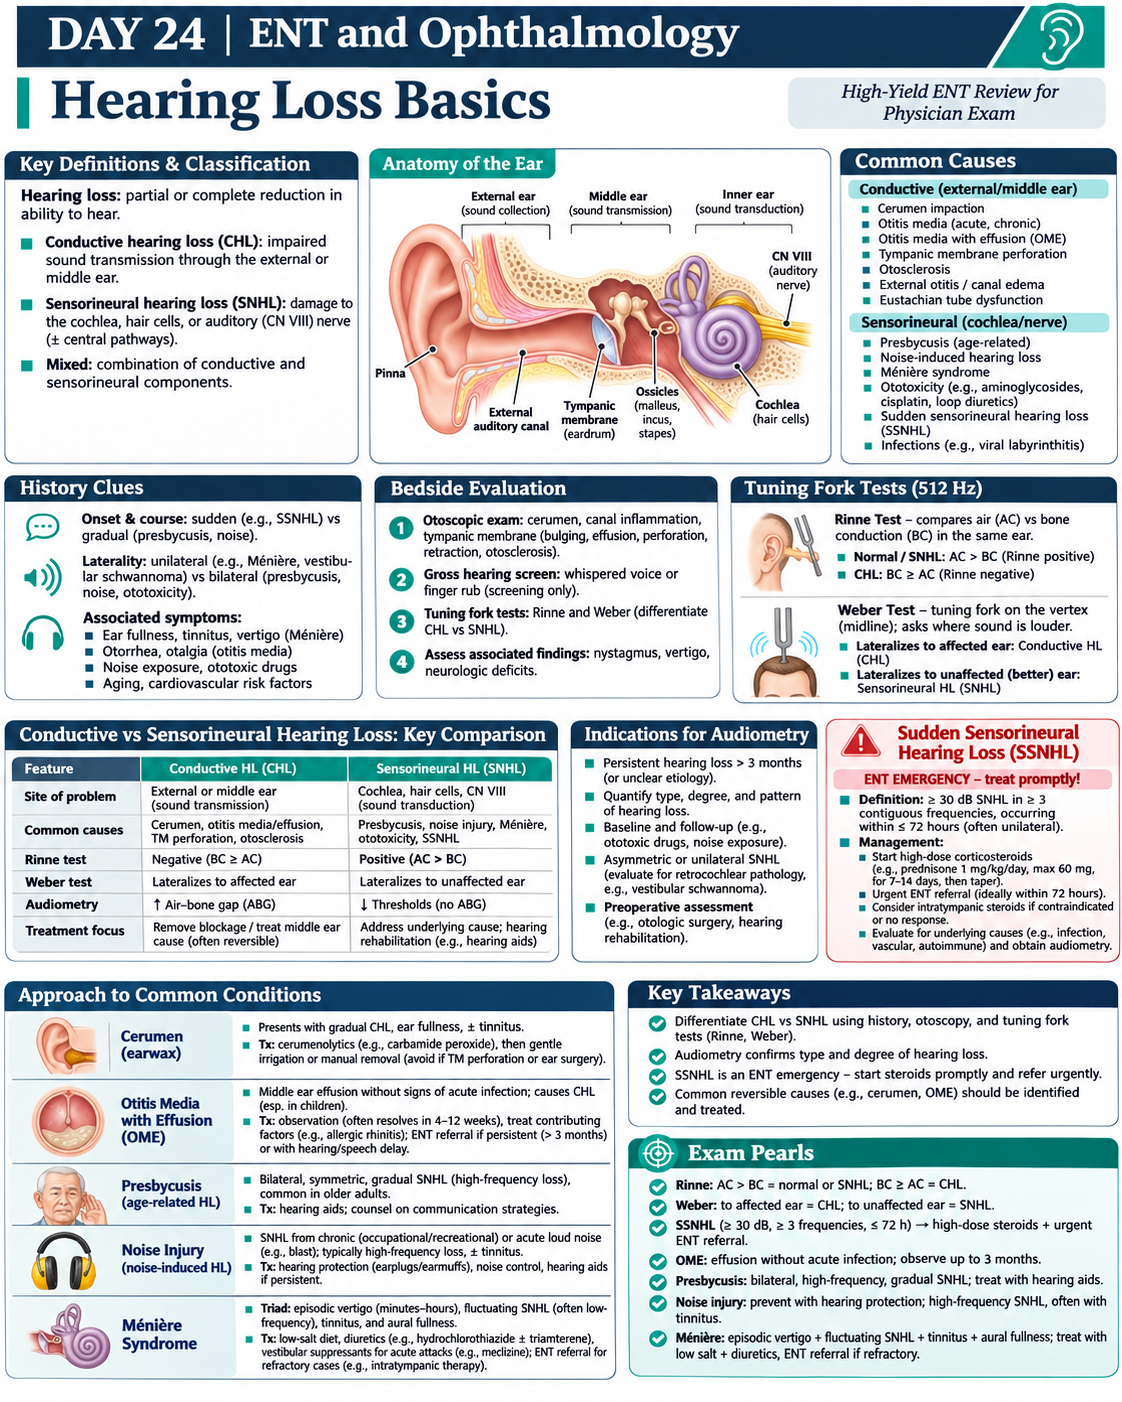 DAY 24 | ENT and Ophthalmology
Hearing Loss Basics
High-Yield ENT Review for
Physician Exam
Key Definitions & Classification
Hearing loss: partial or complete reduction in
ability to hear.
Conductive hearing loss (CHL): impaired
sound transmission through the external or
middle ear.
Sensorineural hearing loss (SNHL): damage to
the cochlea, hair cells, or auditory (CN VIII) nerve
(± central pathways).
Mixed: combination of conductive and
sensorineural components.
Anatomy of the Ear
External ear
(sound collection)
Middle ear
(sound transmission)
Inner ear
(sound transduction)
CN VIII
(auditory
nerve)
Pinna
External
auditory canal
Tympanic
membrane
(eardrum)
Ossicles
(malleus,
incus,
stapes)
Cochlea
(hair cells)
Common Causes
Conductive (external/middle ear)
Cerumen impaction
Otitis media (acute, chronic)
Otitis media with effusion (OME)
Tympanic membrane perforation
Otosclerosis
External otitis / canal edema
Eustachian tube dysfunction
Sensorineural (cochlea/nerve)
Presbycusis (age-related)
Noise-induced hearing loss
Ménière syndrome
Ototoxicity (e.g., aminoglycosides,
cisplatin, loop diuretics)
Sudden sensorineural hearing loss
(SSNHL)
Infections (e.g., viral labyrinthitis)
History Clues
Onset & course: sudden (e.g., SSNHL) vs
gradual (presbycusis, noise).
Laterality: unilateral (e.g., Ménière, vestibu-
lar schwannoma) vs bilateral (presbycusis,
noise, ototoxicity).
Associated symptoms:
Ear fullness, tinnitus, vertigo (Ménière)
Otorrhea, otalgia (otitis media)
Noise exposure, ototoxic drugs
Aging, cardiovascular risk factors
Bedside Evaluation
1 Otoscopic exam: cerumen, canal inflammation,
tympanic membrane (bulging, effusion, perforation,
retraction, otosclerosis).
2 Gross hearing screen: whispered voice or
finger rub (screening only).
3 Tuning fork tests: Rinne and Weber (differentiate
CHL vs SNHL).
4 Assess associated findings: nystagmus, vertigo,
neurologic deficits.
Tuning Fork Tests (512 Hz)
Rinne Test – compares air (AC) vs bone
conduction (BC) in the same ear.
Normal / SNHL: AC > BC (Rinne positive)
CHL: BC ≥ AC (Rinne negative)
Weber Test – tuning fork on the vertex
(midline); asks where sound is louder.
Lateralizes to affected ear: Conductive HL
(CHL)
Lateralizes to unaffected (better) ear:
Sensorineural HL (SNHL)
Conductive vs Sensorineural Hearing Loss: Key Comparison
Feature Conductive HL (CHL) Sensorineural HL (SNHL)
Site of problem External or middle ear (sound transmission) Cochlea, hair cells, CN VIII (sound transduction)
Common causes Cerumen, otitis media/effusion, TM perforation, otosclerosis Presbycusis, noise injury, Ménière, ototoxicity, SSNHL
Rinne test Negative (BC ≥ AC) Positive (AC > BC)
Weber test Lateralizes to affected ear Lateralizes to unaffected ear
Audiometry ↑ Air–bone gap (ABG) ↓ Thresholds (no ABG)
Treatment focus Remove blockage / treat middle ear cause (often reversible) Address underlying cause; hearing rehabilitation (e.g., hearing aids)
Indications for Audiometry
Persistent hearing loss > 3 months
(or unclear etiology).
Quantify type, degree, and pattern
of hearing loss.
Baseline and follow-up (e.g.,
ototoxic drugs, noise exposure).
Asymmetric or unilateral SNHL
(evaluate for retrocochlear pathology,
e.g., vestibular schwannoma).
Preoperative assessment
(e.g., otologic surgery, hearing
rehabilitation).
Sudden Sensorineural
Hearing Loss (SSNHL)
ENT EMERGENCY – treat promptly!
Definition: ≥ 30 dB SNHL in ≥ 3
contiguous frequencies, occurring
within ≤ 72 hours (often unilateral).
Management:
Start high-dose corticosteroids
(e.g., prednisone 1 mg/kg/day, max 60 mg,
for 7–14 days, then taper).
Urgent ENT referral (ideally within 72 hours).
Consider intratympanic steroids if contraindicated
or no response.
Evaluate for underlying causes (e.g., infection,
vascular, autoimmune) and obtain audiometry.
Approach to Common Conditions
Cerumen
(earwax)
Presents with gradual CHL, ear fullness, ± tinnitus.
Tx: cerumenolytics (e.g., carbamide peroxide), then gentle
irrigation or manual removal (avoid if TM perforation or ear surgery).
Otitis Media
with Effusion
(OME)
Middle ear effusion without signs of acute infection; causes CHL
(esp. in children).
Tx: observation (often resolves in 4–12 weeks), treat contributing
factors (e.g., allergic rhinitis); ENT referral if persistent (> 3 months)
or with hearing/speech delay.
Presbycusis
(age-related HL)
Bilateral, symmetric, gradual SNHL (high-frequency loss),
common in older adults.
Tx: hearing aids; counsel on communication strategies.
Noise Injury
(noise-induced HL)
SNHL from chronic (occupational/recreational) or acute loud noise
(e.g., blast); typically high-frequency loss, ± tinnitus.
Tx: hearing protection (earplugs/earmuffs), noise control, hearing aids
if persistent.
Ménière
Syndrome
Triad: episodic vertigo (minutes–hours), fluctuating SNHL (often low-
frequency), tinnitus, and aural fullness.
Tx: low-salt diet, diuretics (e.g., hydrochlorothiazide ± triamterene),
vestibular suppressants for acute attacks (e.g., meclizine); ENT referral for
refractory cases (e.g., intratympanic therapy).
Key Takeaways
Differentiate CHL vs SNHL using history, otoscopy, and tuning fork
tests (Rinne, Weber).
Audiometry confirms type and degree of hearing loss.
SSNHL is an ENT emergency – start steroids promptly and refer urgently.
Common reversible causes (e.g., cerumen, OME) should be identified
and treated.
Exam Pearls
Rinne: AC > BC = normal or SNHL; BC ≥ AC = CHL.
Weber: to affected ear = CHL; to unaffected ear = SNHL.
SSNHL (≥ 30 dB, ≥ 3 frequencies, ≤ 72 h) → high-dose steroids + urgent
ENT referral.
OME: effusion without acute infection; observe up to 3 months.
Presbycusis: bilateral, high-frequency, gradual SNHL; treat with hearing aids.
Noise injury: prevent with hearing protection; high-frequency SNHL, often with
tinnitus.
Ménière: episodic vertigo + fluctuating SNHL + tinnitus + aural fullness; treat with
low salt + diuretics, ENT referral if refractory.